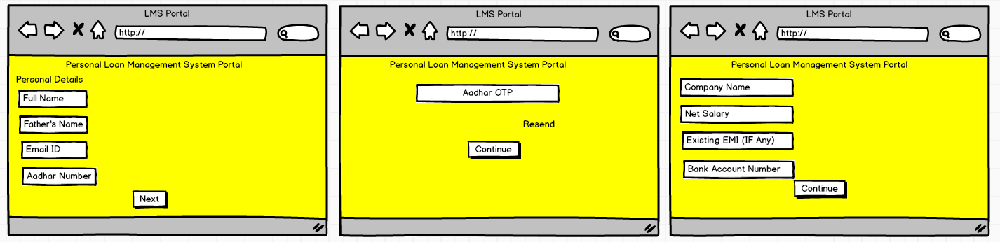 LMS Portal
http://
Personal Loan Management System Portal
Personal Details
Full Name
Father's Name
Email ID
Aadhar Number
Next
LMS Portal
http://
Personal Loan Management System Portal
Aadhar OTP
Resend
Continue
LMS Portal
http://
Personal Loan Management System Portal
Company Name
Net Salary
Existing EMI (IF Any)
Bank Account Number
Continue